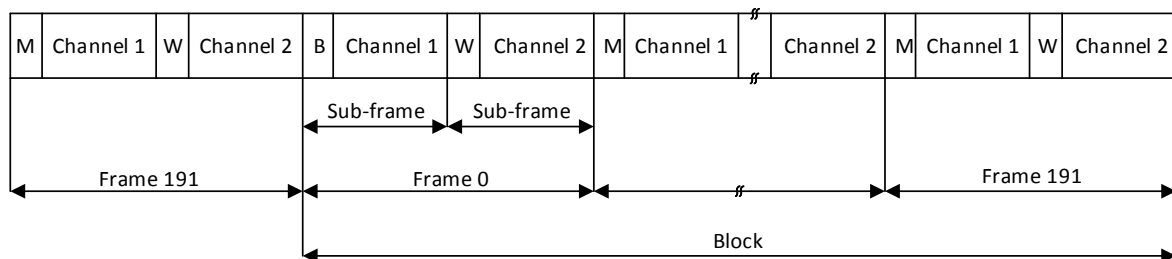 M Channel 1 W Channel 2 B Channel 1 W Channel 2 M Channel 1 Channel 2 M Channel 1 W Channel 2
Sub-frame Sub-frame
Frame 191 Frame 0 Frame 191
Block